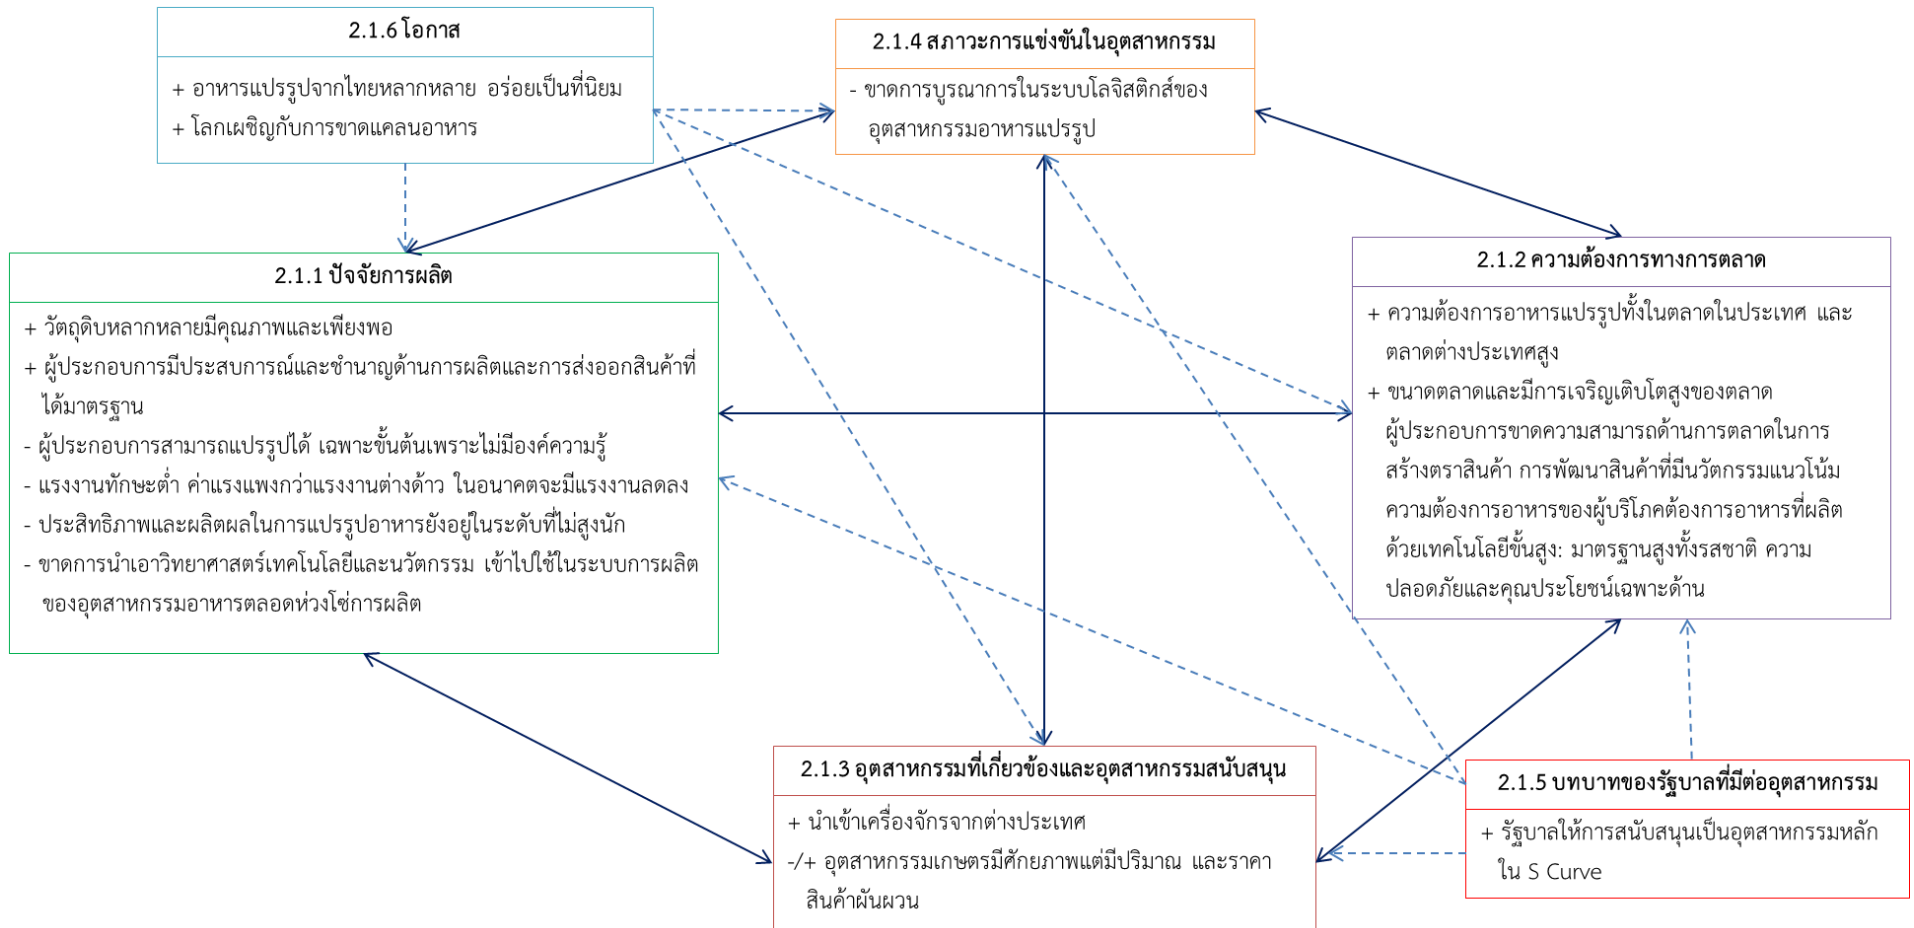 2.1.6 โอกาส
+ อาหารแปรรูปจากไทยหลากหลาย อร่อยเป็นที่นิยม
+ โลกเผชิญกับการขาดแคลนอาหาร
2.1.4 สภาวะการแข่งขันในอุตสาหกรรม
- ขาดการบูรณาการในระบบโลจิสติกส์ของ
อุตสาหกรรมอาหารแปรรูป
2.1.1 ปัจจัยการผลิต
+ วัตถุดิบหลากหลายมีคุณภาพและเพียงพอ
+ ผู้ประกอบการมีประสบการณ์และชำนาญด้านการผลิตและการส่งออกสินค้าที่
ได้มาตรฐาน
- ผู้ประกอบการสามารถแปรรูปได้ เฉพาะขั้นต้นเพราะไม่มีองค์ความรู้
- แรงงานทักษะต่ำ ค่าแรงแพงกว่าแรงงานต่างด้าว ในอนาคตจะมีแรงงานลดลง
- ประสิทธิภาพและผลิตผลในการแปรรูปอาหารยังอยู่ในระดับที่ไม่สูงนัก
- ขาดการนำเอาวิทยาศาสตร์เทคโนโลยีและนวัตกรรม เข้าไปใช้ในระบบการผลิต
ของอุตสาหกรรมอาหารตลอดห่วงโซ่การผลิต
2.1.2 ความต้องการทางการตลาด
+ ความต้องการอาหารแปรรูปทั้งในตลาดในประเทศ และ
ตลาดต่างประเทศสูง
+ ขนาดตลาดและมีการเจริญเติบโตสูงของตลาด
ผู้ประกอบการขาดความสามารถด้านการตลาดในการ
สร้างตราสินค้า การพัฒนาสินค้าที่มีนวัตกรรมแนวโน้ม
ความต้องการอาหารของผู้บริโภคต้องการอาหารที่ผลิต
ด้วยเทคโนโลยีขั้นสูง: มาตรฐานสูงทั้งรสชาติ ความ
ปลอดภัยและคุณประโยชน์เฉพาะด้าน
2.1.3 อุตสาหกรรมที่เกี่ยวข้องและอุตสาหกรรมสนับสนุน
+ นำเข้าเครื่องจักรจากต่างประเทศ
-/+ อุตสาหกรรมเกษตรมีศักยภาพแต่มีปริมาณ และราคา
สินค้าผันผวน
2.1.5 บทบาทของรัฐบาลที่มีต่ออุตสาหกรรม
+ รัฐบาลให้การสนับสนุนเป็นอุตสาหกรรมหลัก
ใน S Curve